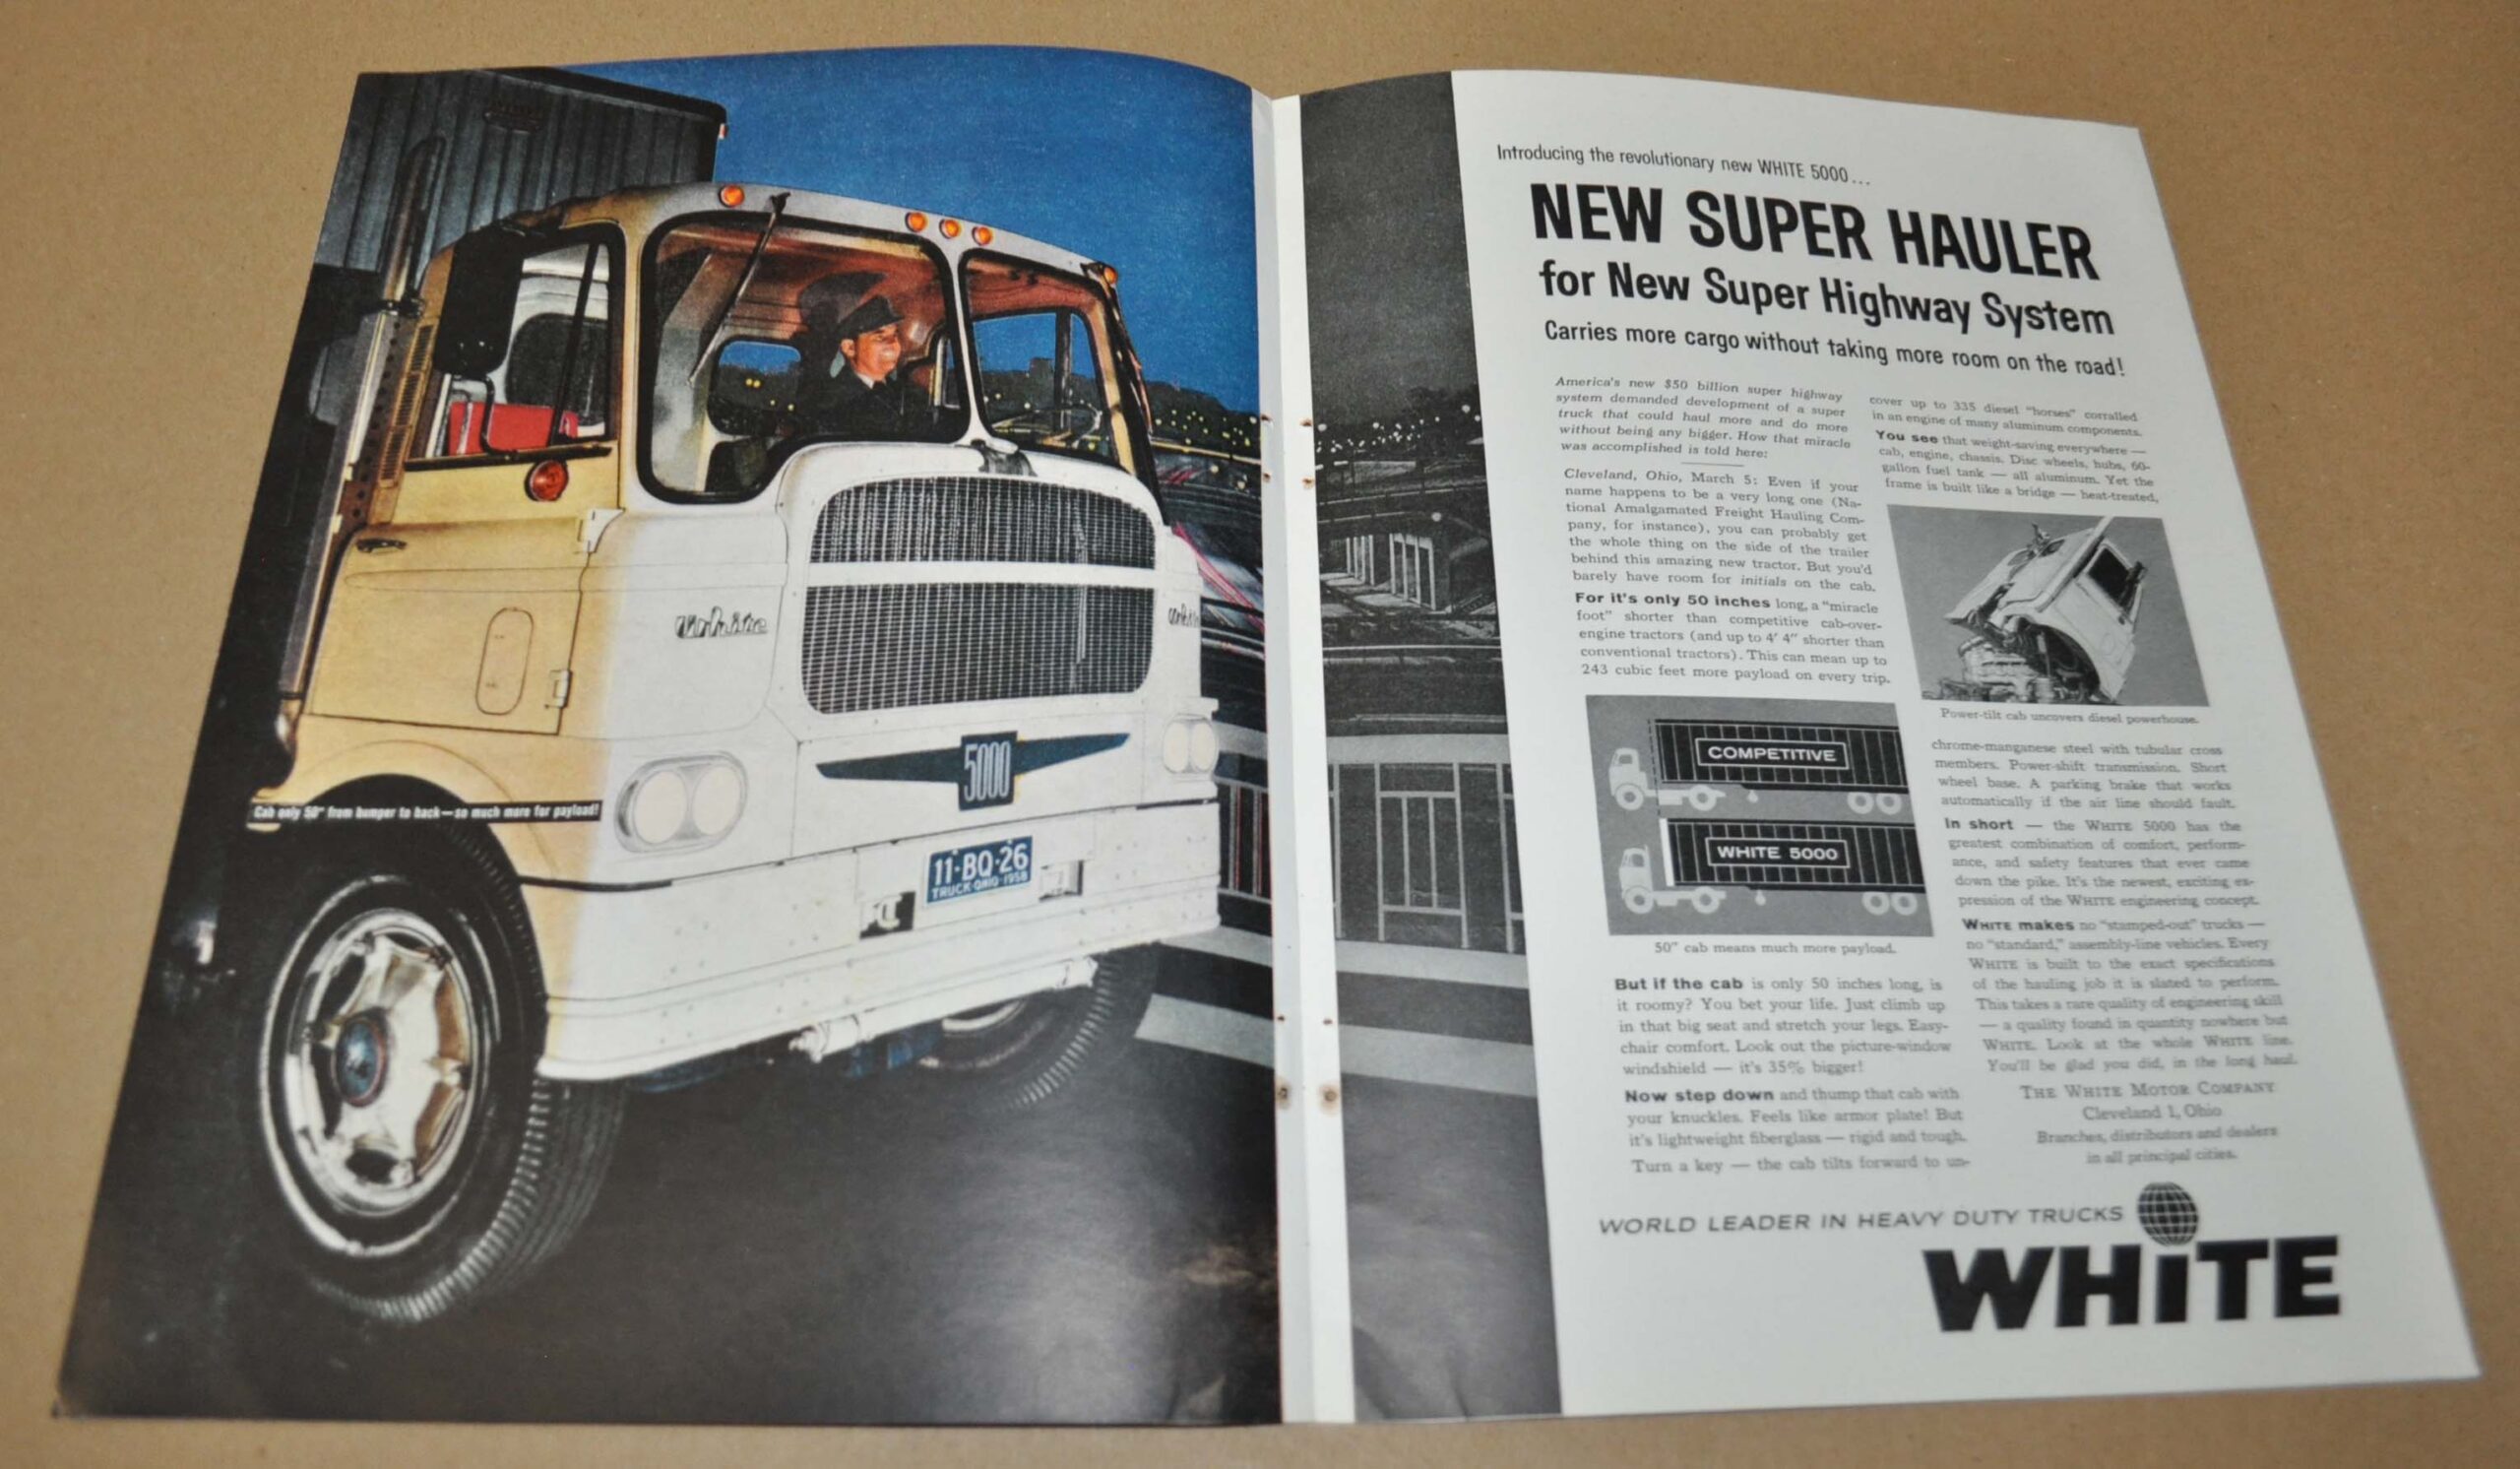 White
White
5000
11-BQ-26
TRUCK-OHIO-1958
Cab only 50" from bumper to back—so much more for payload!
Introducing the revolutionary new WHITE 5000...
NEW SUPER HAULER
for New Super Highway System
Carries more cargo without taking more room on the road!
America's new $50 billion super highway
system demanded development of a super
truck that could haul more and do more
without being any bigger. How that miracle
was accomplished is told here:
Cleveland, Ohio, March 5: Even if your
name happens to be a very long one (Na-
tional Amalgamated Freight Hauling Com-
pany, for instance), you can probably get
the whole thing on the side of the trailer
behind this amazing new tractor. But you'd
barely have room for initials on the cab.
For it's only 50 inches long, a "miracle
foot" shorter than competitive cab-over-
engine tractors (and up to 4' 4" shorter than
conventional tractors). This can mean up to
243 cubic feet more payload on every trip.
COMPETITIVE
WHITE 5000
50" cab means much more payload.
But if the cab is only 50 inches long, is
it roomy? You bet your life. Just climb up
in that big seat and stretch your legs. Easy-
chair comfort. Look out the picture-window
windshield — it's 35% bigger!
Now step down and thump that cab with
your knuckles. Feels like armor plate! But
it's lightweight fiberglass — rigid and tough.
Turn a key — the cab tilts forward to un-
cover up to 335 diesel "horses" corralled
in an engine of many aluminum components.
You see that weight-saving everywhere —
cab, engine, chassis. Disc wheels, hubs, 60-
gallon fuel tank — all aluminum. Yet the
frame is built like a bridge — heat-treated,
Power-tilt cab uncovers diesel powerhouse.
chrome-manganese steel with tubular cross
members. Power-shift transmission. Short
wheel base. A parking brake that works
automatically if the air line should fault.
In short — the WHITE 5000 has the
greatest combination of comfort, perform-
ance, and safety features that ever came
down the pike. It's the newest, exciting ex-
pression of the WHITE engineering concept.
WHITE makes no "stamped-out" trucks —
no "standard," assembly-line vehicles. Every
WHITE is built to the exact specifications
of the hauling job it is slated to perform.
This takes a rare quality of engineering skill
— a quality found in quantity nowhere but
WHITE. Look at the whole WHITE line.
You'll be glad you did, in the long haul.
THE WHITE MOTOR COMPANY
Cleveland 1, Ohio
Branches, distributors and dealers
in all principal cities.
WORLD LEADER IN HEAVY DUTY TRUCKS
WHiTE